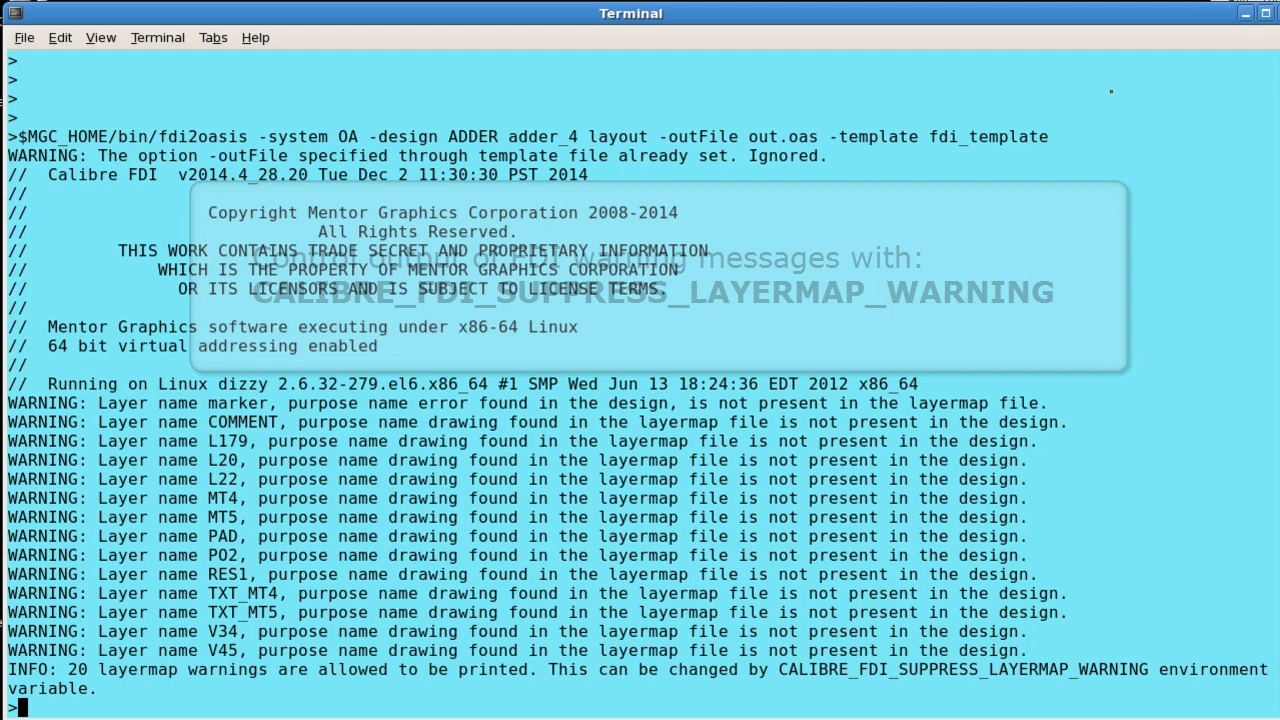 Terminal
File Edit View Terminal Tabs Help
>
>
>
>
>$MGC_HOME/bin/fdi2oasis -system OA -design ADDER adder_4 layout -outFile out.oas -template fdi_template
WARNING: The option -outFile specified through template file already set. Ignored.
// Calibre FDI v2014.4_28.20 Tue Dec 2 11:30:30 PST 2014
//
// Copyright Mentor Graphics Corporation 2008-2014
// All Rights Reserved.
// THIS WORK CONTAINS TRADE SECRET AND PROPRIETARY INFORMATION
// WHICH IS THE PROPERTY OF MENTOR GRAPHICS CORPORATION
// OR ITS LICENSORS AND IS SUBJECT TO LICENSE TERMS.
//
// Mentor Graphics software executing under x86-64 Linux
// 64 bit virtual addressing enabled
//
// Running on Linux dizzy 2.6.32-279.el6.x86_64 #1 SMP Wed Jun 13 18:24:36 EDT 2012 x86_64
WARNING: Layer name marker, purpose name error found in the design, is not present in the layermap file.
WARNING: Layer name COMMENT, purpose name drawing found in the layermap file is not present in the design.
WARNING: Layer name L179, purpose name drawing found in the layermap file is not present in the design.
WARNING: Layer name L20, purpose name drawing found in the layermap file is not present in the design.
WARNING: Layer name L22, purpose name drawing found in the layermap file is not present in the design.
WARNING: Layer name MT4, purpose name drawing found in the layermap file is not present in the design.
WARNING: Layer name MT5, purpose name drawing found in the layermap file is not present in the design.
WARNING: Layer name PAD, purpose name drawing found in the layermap file is not present in the design.
WARNING: Layer name PO2, purpose name drawing found in the layermap file is not present in the design.
WARNING: Layer name RES1, purpose name drawing found in the layermap file is not present in the design.
WARNING: Layer name TXT_MT4, purpose name drawing found in the layermap file is not present in the design.
WARNING: Layer name TXT_MT5, purpose name drawing found in the layermap file is not present in the design.
WARNING: Layer name V34, purpose name drawing found in the layermap file is not present in the design.
WARNING: Layer name V45, purpose name drawing found in the layermap file is not present in the design.
INFO: 20 layermap warnings are allowed to be printed. This can be changed by CALIBRE_FDI_SUPPRESS_LAYERMAP_WARNING environment
variable.
>
Control output of FDI warning messages with:
CALIBRE_FDI_SUPPRESS_LAYERMAP_WARNING